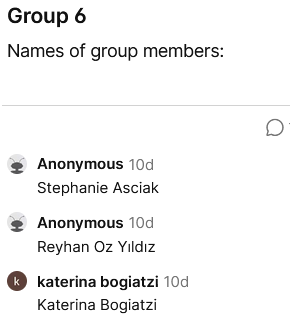 Group 6
Names of group members:
Anonymous 10d
Stephanie Asciak
Anonymous 10d
Reyhan Oz Yıldız
k
katerina bogiatzi 10d
Katerina Bogiatzi